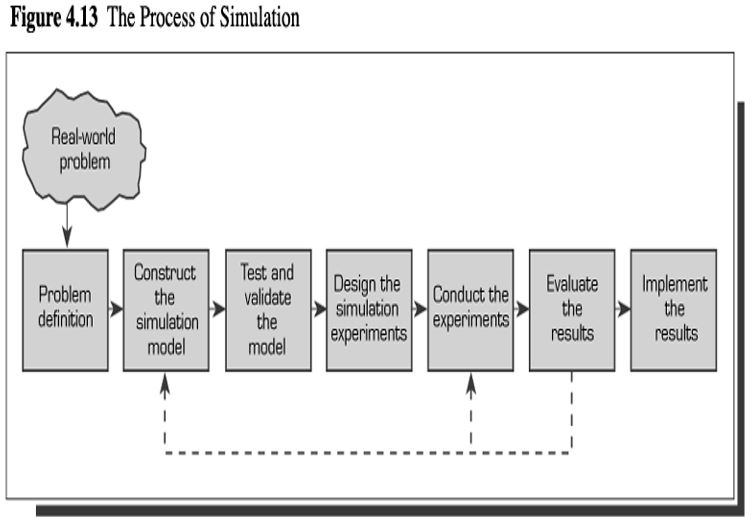 Figure 4.13 The Process of Simulation
Real-world
problem
Problem
definition
Construct
the
simulation
model
Test and
validate
the
model
Design the
simulation
experiments
Conduct the
experiments
Evaluate
the
results
Implement
the
results